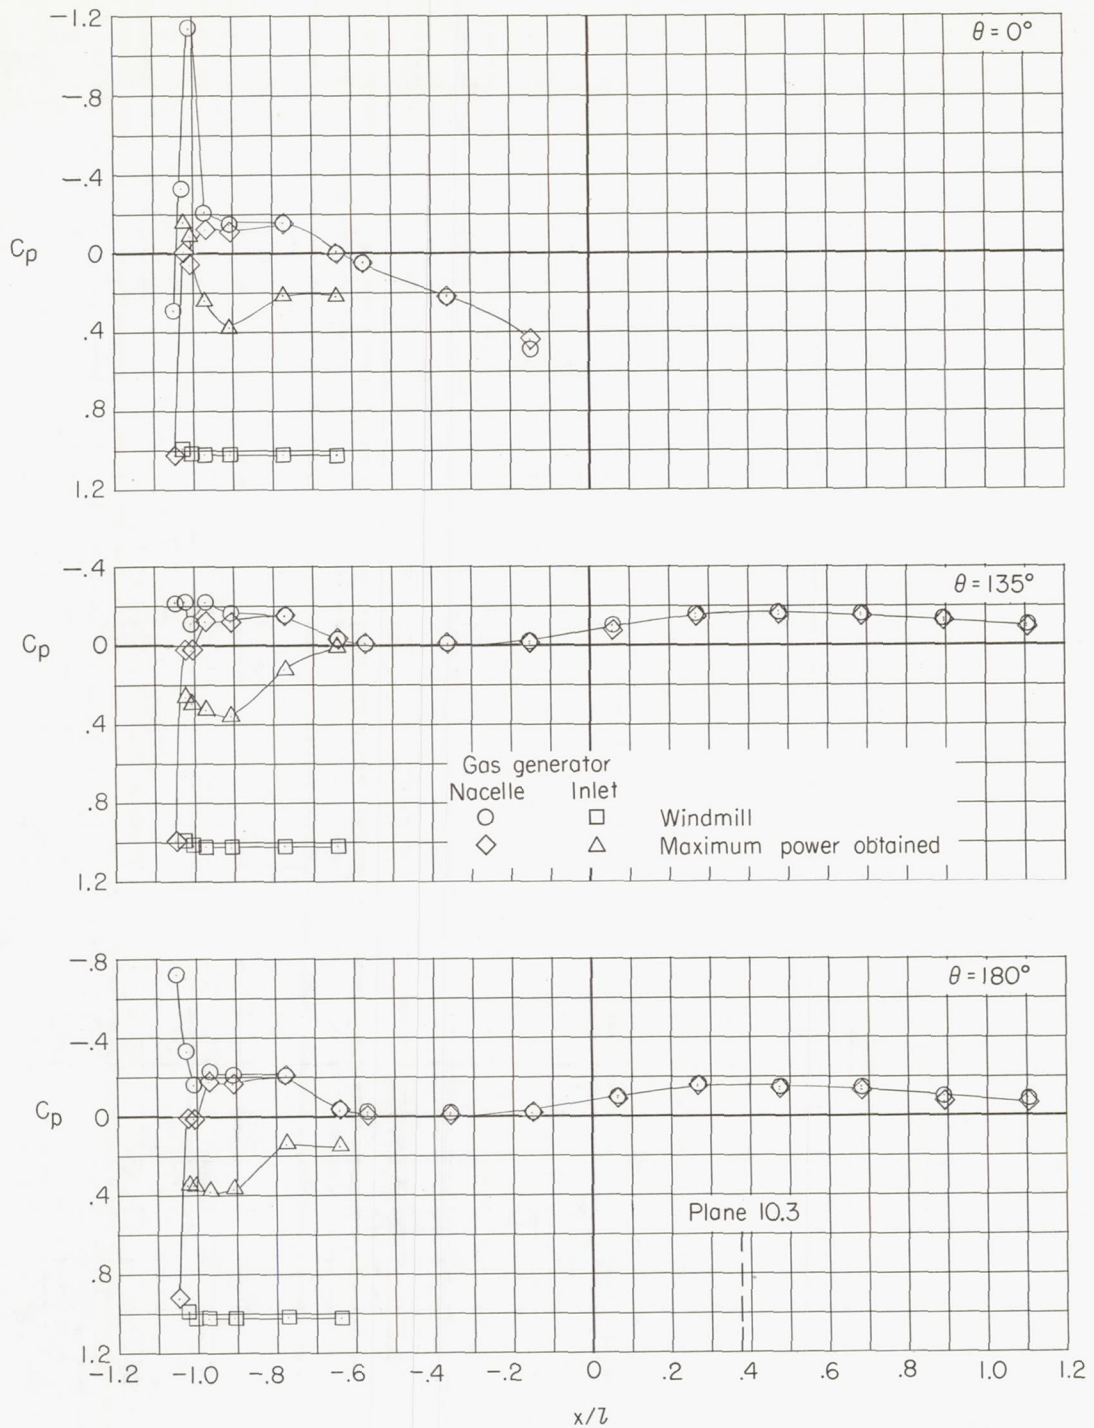 -1.2
θ = 0°
-.8
-.4
Cp
0
.4
.8
1.2
-.4
θ = 135°
Cp
0
.4
Gas generator
Nacelle Inlet
.8
Windmill
Maximum power obtained
1.2
-.8
θ = 180°
-.4
Cp
0
.4
Plane 10.3
.8
1.2
-1.2 -1.0 -.8 -.6 -.4 -.2 0 .2 .4 .6 .8 1.0 1.2
x/l